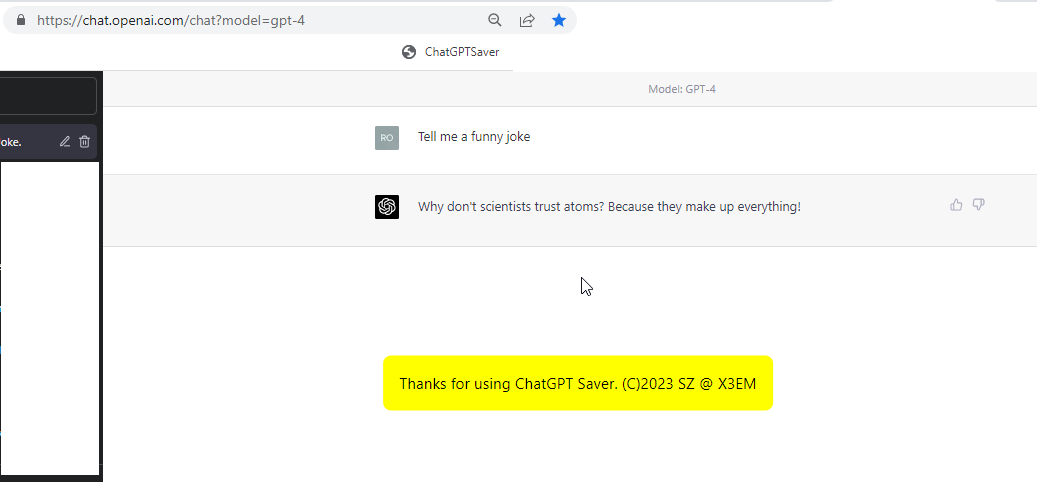 https://chat.openai.com/chat?model=gpt-4
ChatGPTSaver
Model: GPT-4
RO
Tell me a funny joke
oke.
Why don't scientists trust atoms? Because they make up everything!
Thanks for using ChatGPT Saver. (C)2023 SZ @ X3EM